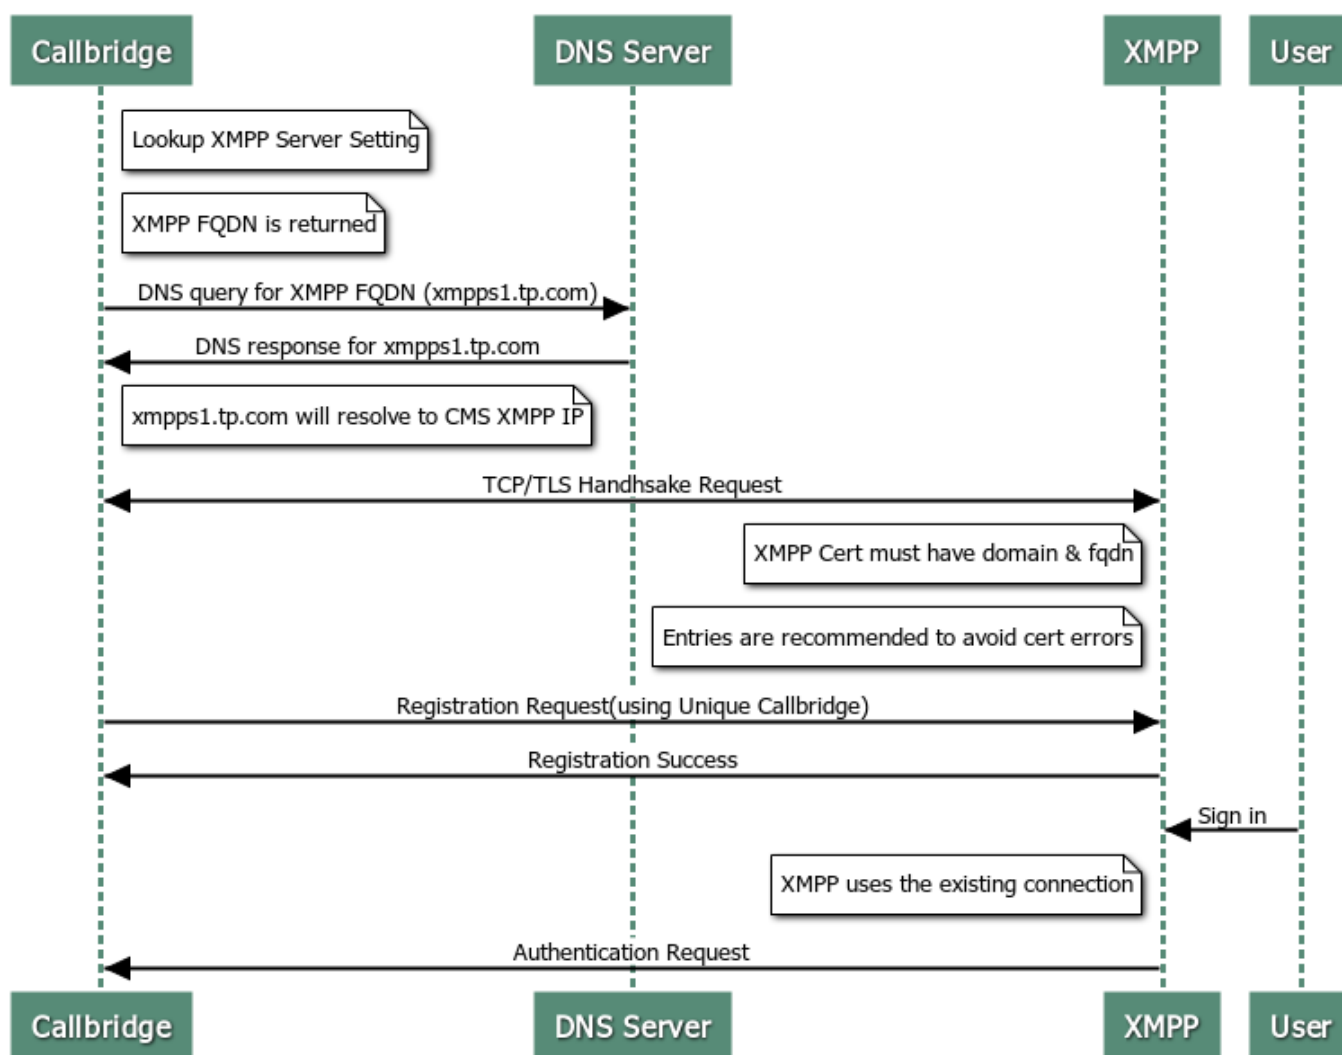 Callbridge DNS Server XMPP User
Lookup XMPP Server Setting
XMPP FQDN is returned
DNS query for XMPP FQDN (xmpps1.tp.com)
DNS response for xmpps1.tp.com
xmpps1.tp.com will resolve to CMS XMPP IP
TCP/TLS Handhsake Request
XMPP Cert must have domain & fqdn
Entries are recommended to avoid cert errors
Registration Request(using Unique Callbridge)
Registration Success
Sign in
XMPP uses the existing connection
Authentication Request
Callbridge DNS Server XMPP User